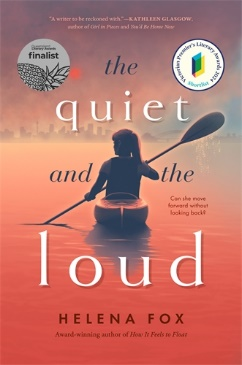 "A writer to be reckoned with."—KATHLEEN GLASGOW,
author of Girl in Pieces and You'd Be Home Now
finalist
Victorian Premier's Literary Awards 2024
Shortlist
the
quiet
and the
loud
Can she move
forward without
looking back?
HELENA FOX
Award-winning author of How It Feels to Float